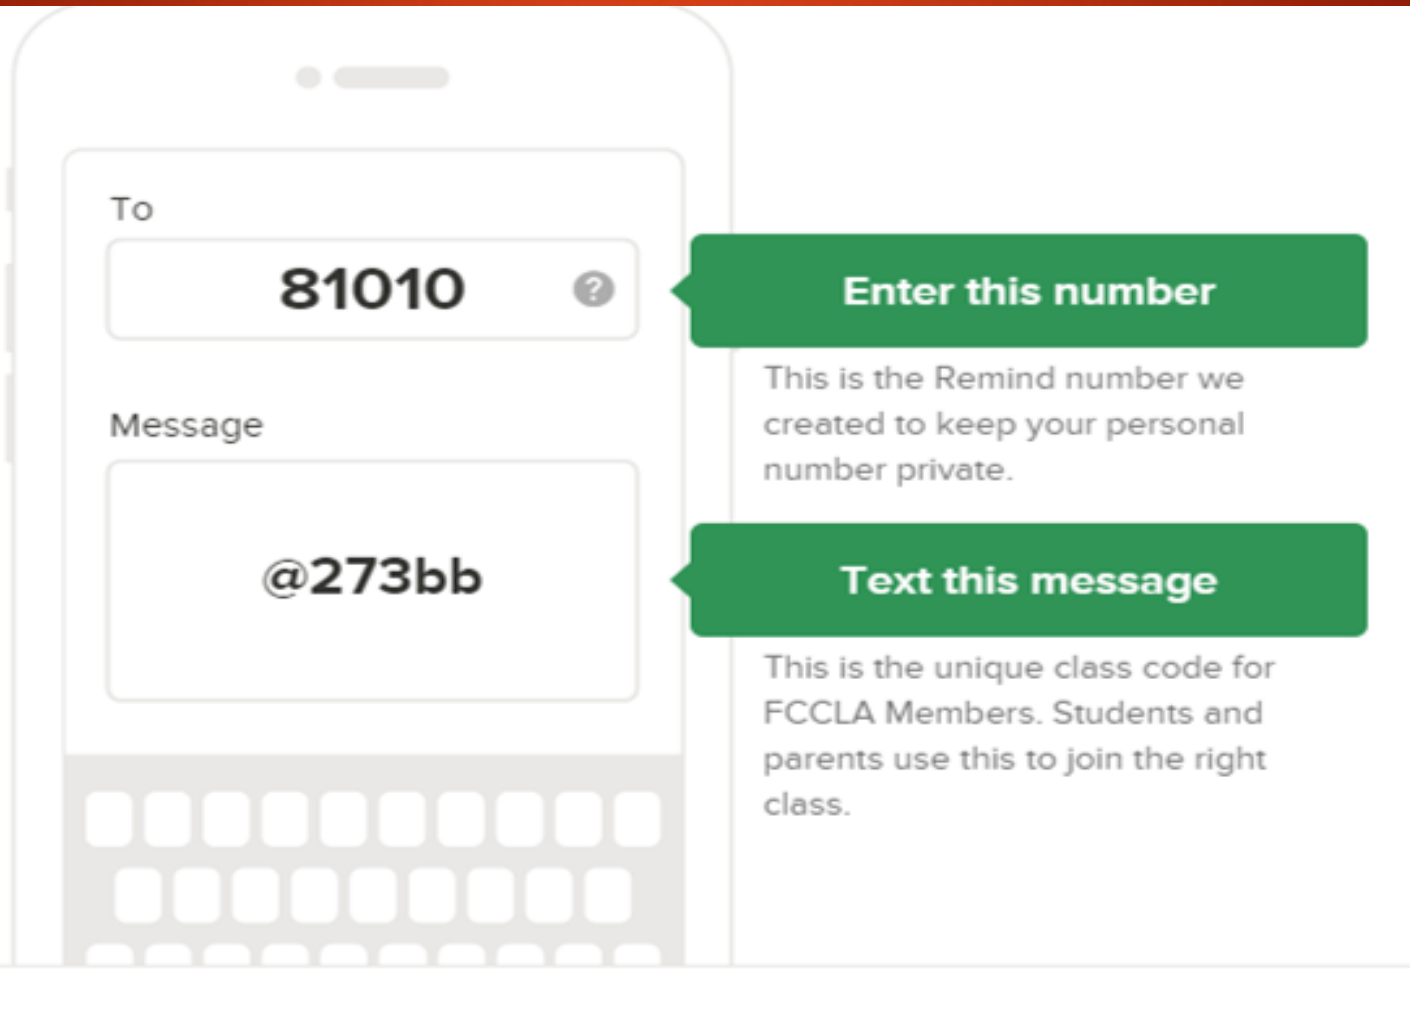 To
81010
?
Enter this number
This is the Remind number we
created to keep your personal
number private.
Message
@273bb
Text this message
This is the unique class code for
FCCLA Members. Students and
parents use this to join the right
class.